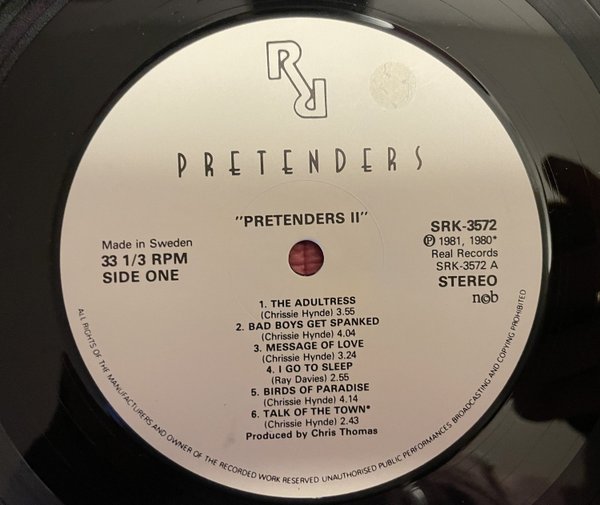 PRETENDERS
"PRETENDERS II"
Made in Sweden
33 1/3 RPM
SIDE ONE
SRK-3572
Ⓟ 1981, 1980*
Real Records
SRK-3572 A
STEREO
ncb
1. THE ADULTRESS
(Chrissie Hynde) 3.55
2. BAD BOYS GET SPANKED
(Chrissie Hynde) 4.04
3. MESSAGE OF LOVE
(Chrissie Hynde) 3.24
4. I GO TO SLEEP
(Ray Davies) 2.55
5. BIRDS OF PARADISE
(Chrissie Hynde) 4.14
6. TALK OF THE TOWN*
(Chrissie Hynde) 2.43
Produced by Chris Thomas
ALL RIGHTS OF THE MANUFACTURERS AND OWNER OF THE RECORDED WORK RESERVED UNAUTHORISED PUBLIC PERFORMANCES BROADCASTING AND COPYING PROHIBITED